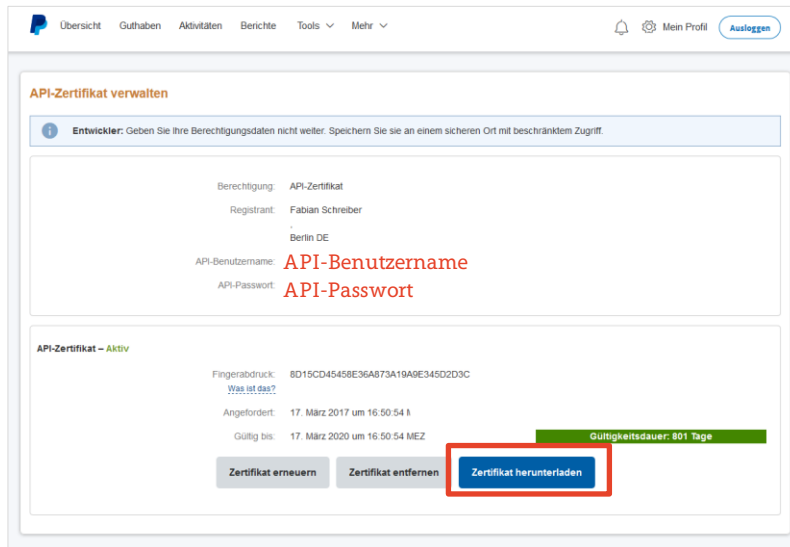 Übersicht Guthaben Aktivitäten Berichte Tools Mehr Mein Profil Ausloggen
API-Zertifikat verwalten
Entwickler: Geben Sie Ihre Berechtigungsdaten nicht weiter. Speichern Sie sie an einem sicheren Ort mit beschränktem Zugriff.
Berechtigung: API-Zertifikat
Registrant: Fabian Schreiber
,
Berlin DE
API-Benutzername: API-Benutzername
API-Passwort: API-Passwort
API-Zertifikat – Aktiv
Fingerabdruck: 8D15CD45458E36A873A19A9E345D2D3C
Was ist das?
Angefordert: 17. März 2017 um 16:50:54
Gültig bis: 17. März 2020 um 16:50:54 MEZ Gültigkeitsdauer: 801 Tage
Zertifikat erneuern Zertifikat entfernen Zertifikat herunterladen